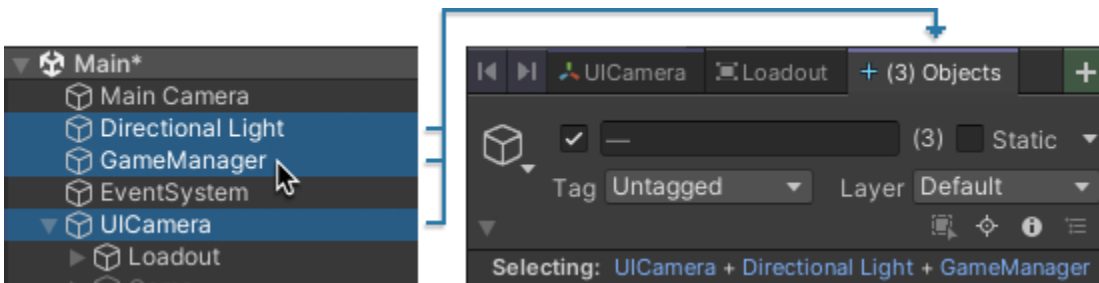 Main*
Main Camera
Directional Light
GameManager
EventSystem
UICamera
Loadout
UICamera Loadout + (3) Objects +
— (3) Static
Tag Untagged Layer Default
Selecting: UICamera + Directional Light + GameManager